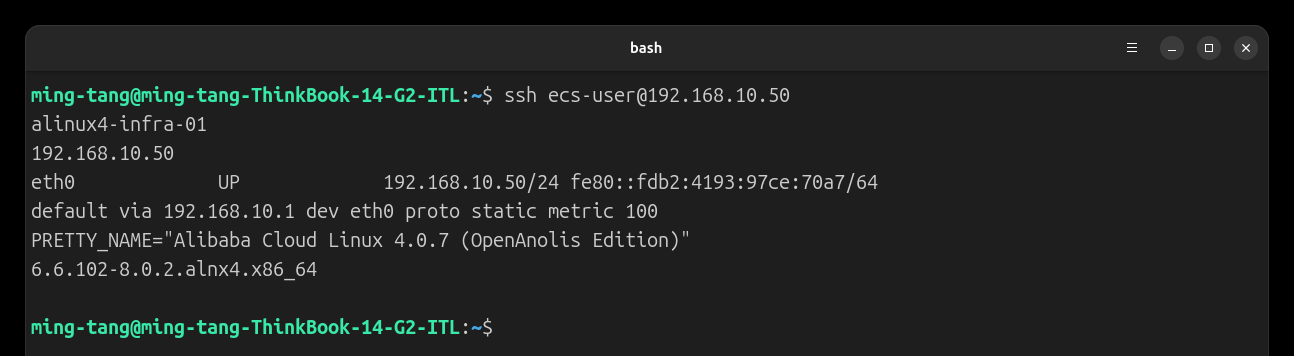 bash
ming-tang@ming-tang-ThinkBook-14-G2-ITL:~$ ssh ecs-user@192.168.10.50
alinux4-infra-01
192.168.10.50
eth0             UP             192.168.10.50/24 fe80::fdb2:4193:97ce:70a7/64
default via 192.168.10.1 dev eth0 proto static metric 100
PRETTY_NAME="Alibaba Cloud Linux 4.0.7 (OpenAnolis Edition)"
6.6.102-8.0.2.alnx4.x86_64
ming-tang@ming-tang-ThinkBook-14-G2-ITL:~$